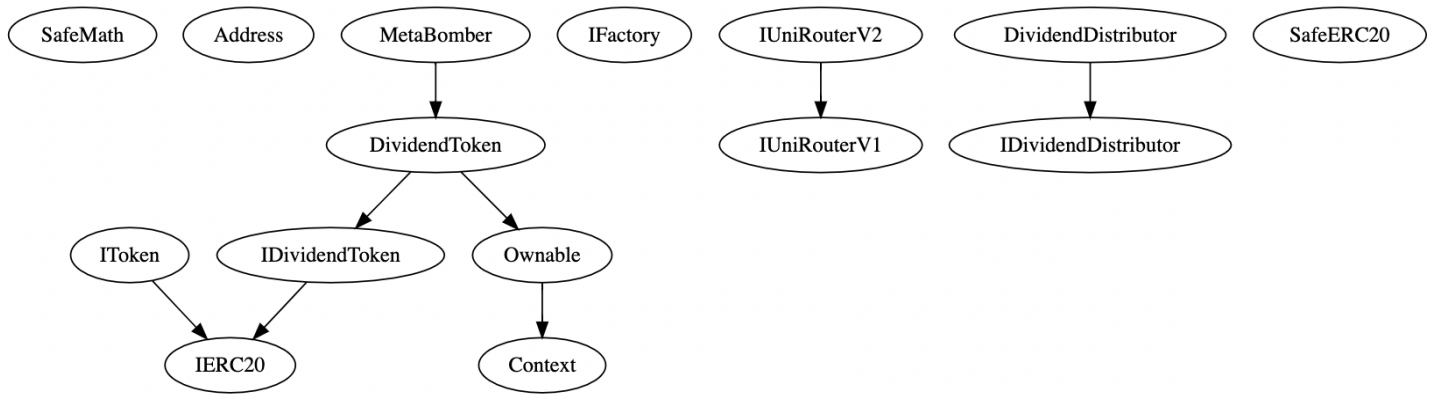 SafeMath
Address
MetaBomber
IFactory
IUniRouterV2
DividendDistributor
SafeERC20
DividendToken
IUniRouterV1
IDividendDistributor
IToken
IDividendToken
Ownable
IERC20
Context